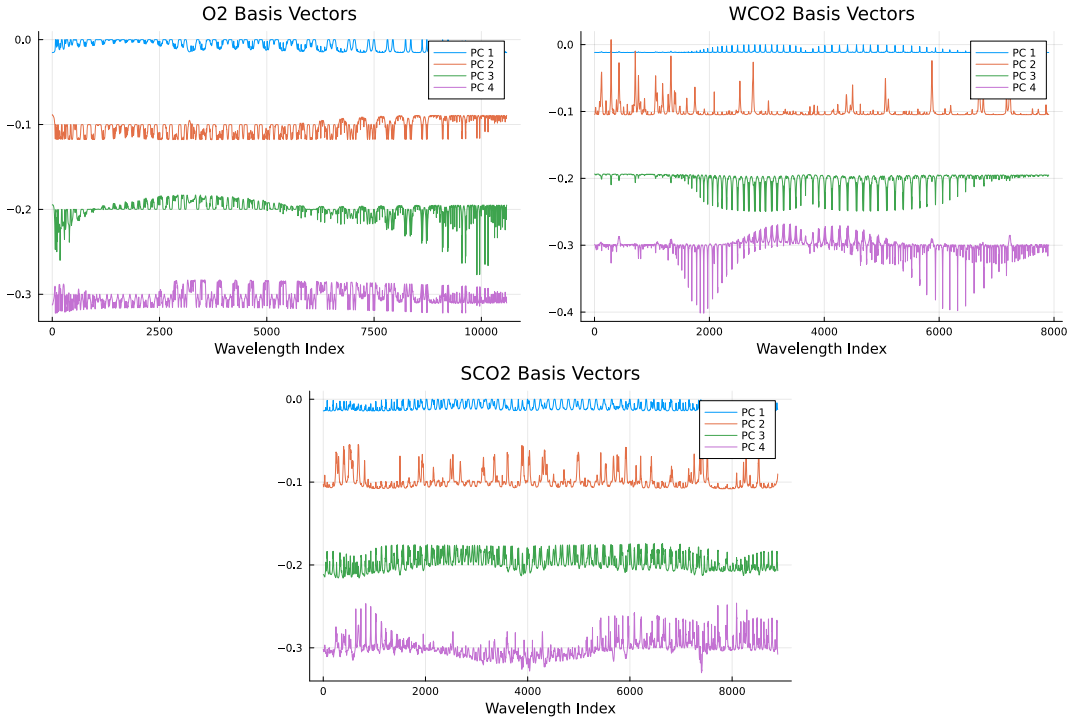 O2 Basis Vectors
0.0
−0.1
−0.2
−0.3
0
2500
5000
7500
10000
Wavelength Index
PC 1
PC 2
PC 3
PC 4
WCO2 Basis Vectors
0.0
−0.1
−0.2
−0.3
−0.4
0
2000
4000
6000
8000
Wavelength Index
PC 1
PC 2
PC 3
PC 4
SCO2 Basis Vectors
0.0
−0.1
−0.2
−0.3
0
2000
4000
6000
8000
Wavelength Index
PC 1
PC 2
PC 3
PC 4